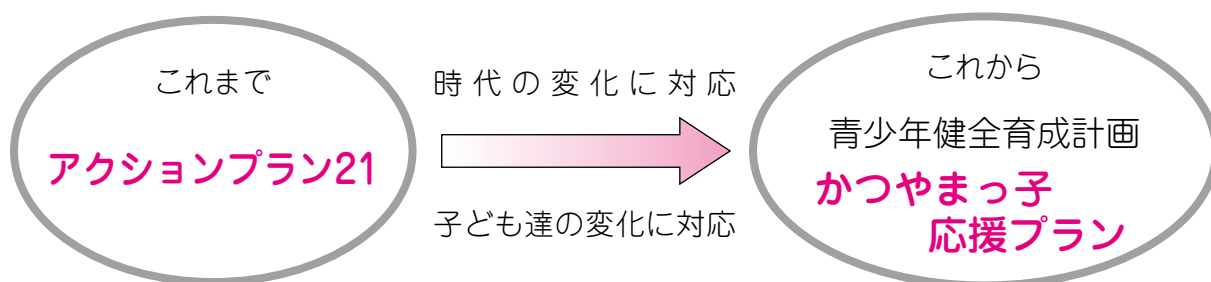 これまで
アクションプラン21
時代の変化に対応
子ども達の変化に対応
これから
青少年健全育成計画
かつやまっ子
応援プラン